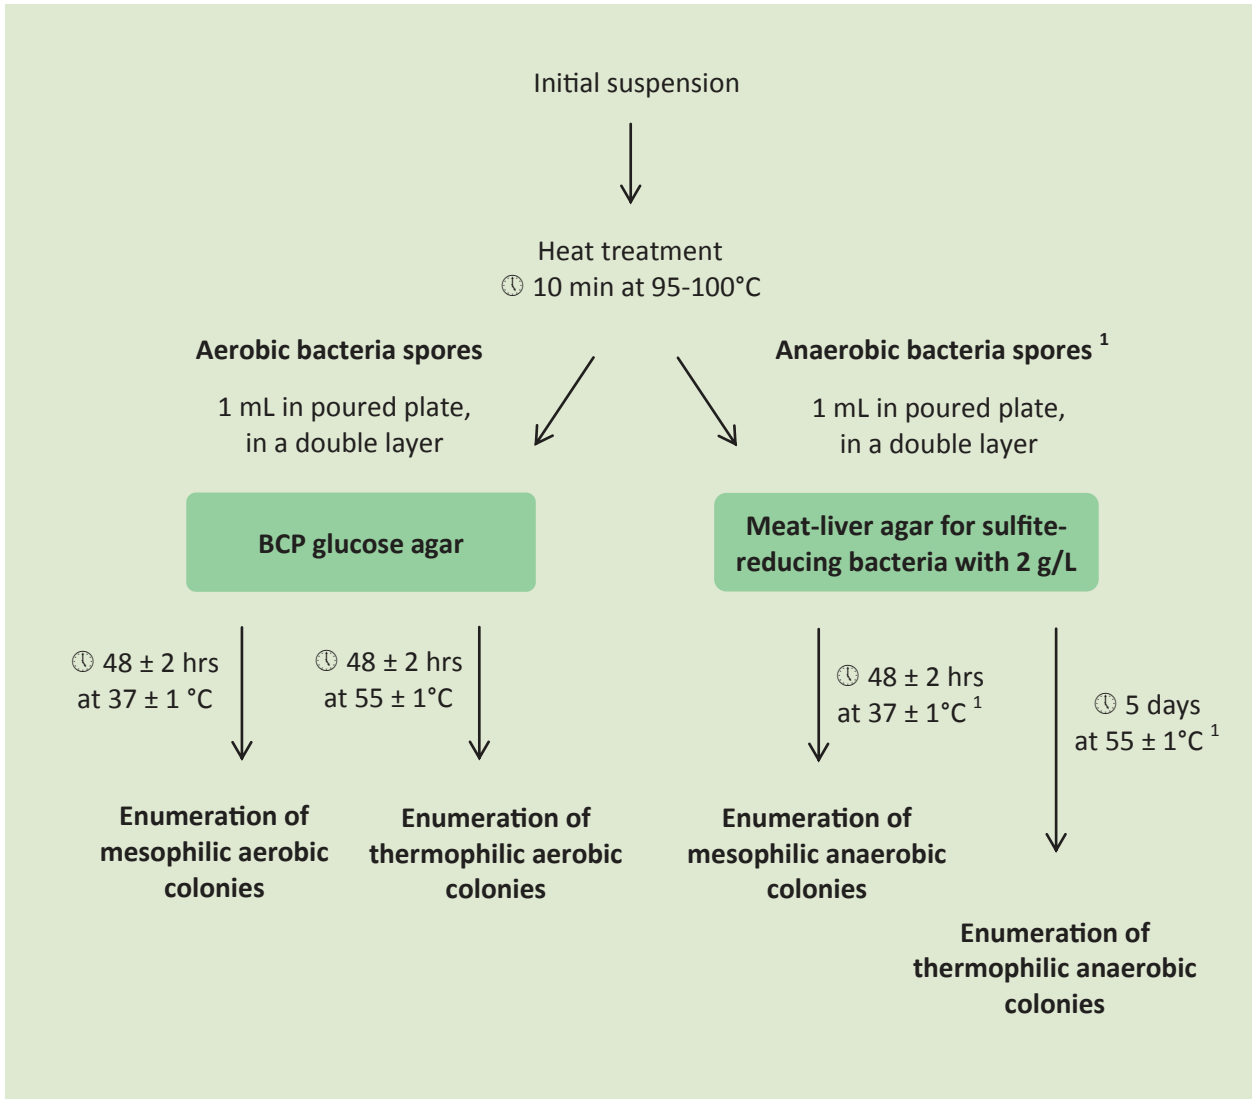 Initial suspension
Heat treatment
🕔 10 min at 95-100°C
Aerobic bacteria spores
1 mL in poured plate,
in a double layer
Anaerobic bacteria spores ¹
1 mL in poured plate,
in a double layer
BCP glucose agar
Meat-liver agar for sulfite-
reducing bacteria with 2 g/L
🕔 48 ± 2 hrs
at 37 ± 1 °C
🕔 48 ± 2 hrs
at 55 ± 1°C
🕔 48 ± 2 hrs
at 37 ± 1°C ¹
🕔 5 days
at 55 ± 1°C ¹
Enumeration of
mesophilic aerobic
colonies
Enumeration of
thermophilic aerobic
colonies
Enumeration of
mesophilic anaerobic
colonies
Enumeration of
thermophilic anaerobic
colonies